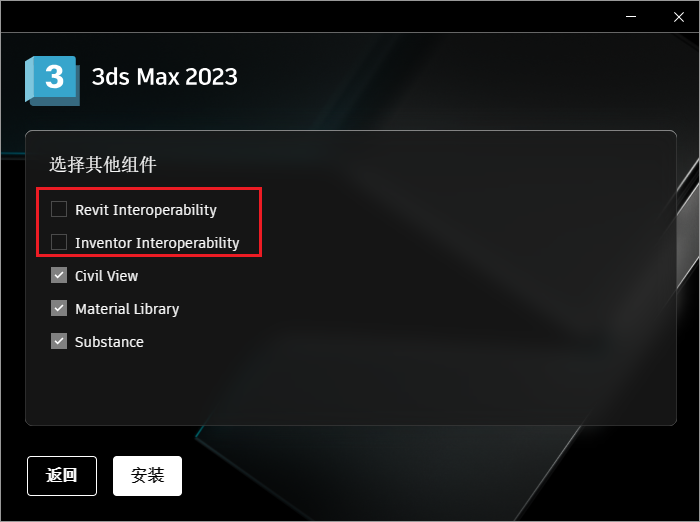 3
3ds Max 2023
选择其他组件
Revit Interoperability
Inventor Interoperability
Civil View
Material Library
Substance
返回
安装